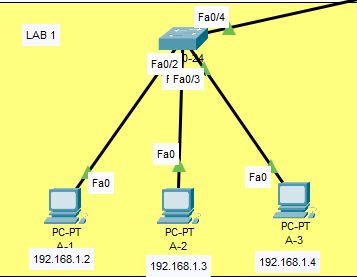 LAB 1
Fa0/4
Fa0/2
Fa0/3
Fa0
Fa0
Fa0
PC-PT
A-1
192.168.1.2
PC-PT
A-2
192.168.1.3
PC-PT
A-3
192.168.1.4